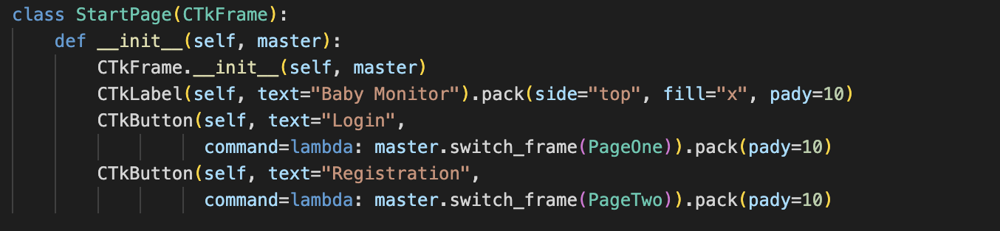 class StartPage(CTkFrame):
    def __init__(self, master):
        CTkFrame.__init__(self, master)
        CTkLabel(self, text="Baby Monitor").pack(side="top", fill="x", pady=10)
        CTkButton(self, text="Login",
                  command=lambda: master.switch_frame(PageOne)).pack(pady=10)
        CTkButton(self, text="Registration",
                  command=lambda: master.switch_frame(PageTwo)).pack(pady=10)